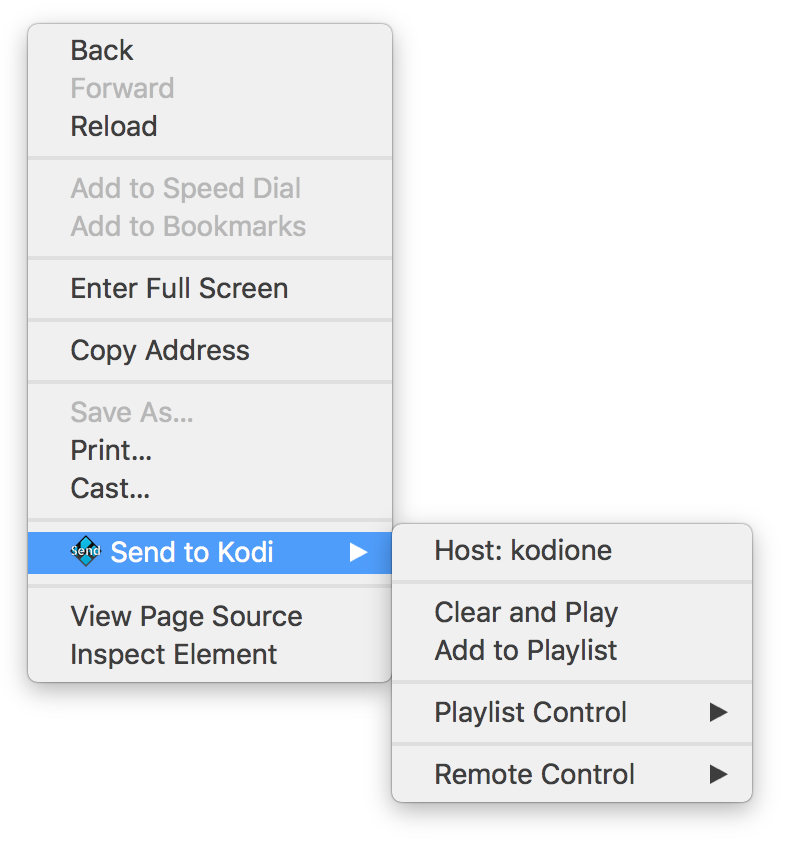 Back
Forward
Reload
Add to Speed Dial
Add to Bookmarks
Enter Full Screen
Copy Address
Save As...
Print...
Cast...
Send Send to Kodi
View Page Source
Inspect Element
Host: kodione
Clear and Play
Add to Playlist
Playlist Control
Remote Control